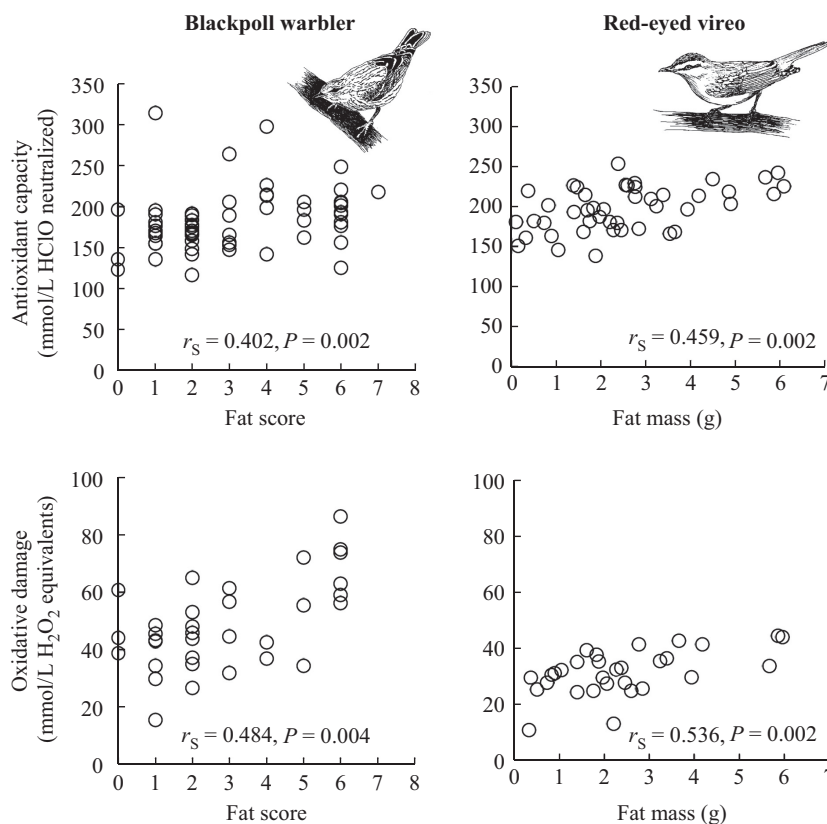 Blackpoll warbler
Red-eyed vireo
Antioxidant capacity
(mmol/L HClO neutralized)
350
300
250
200
150
100
50
0
r_S = 0.402, P = 0.002
0 1 2 3 4 5 6 7 8
Fat score
350
300
250
200
150
100
50
0
r_S = 0.459, P = 0.002
0 1 2 3 4 5 6 7
Fat mass (g)
Oxidative damage
(mmol/L H₂O₂ equivalents)
100
80
60
40
20
0
r_S = 0.484, P = 0.004
0 1 2 3 4 5 6 7 8
Fat score
100
80
60
40
20
0
r_S = 0.536, P = 0.002
0 1 2 3 4 5 6 7
Fat mass (g)